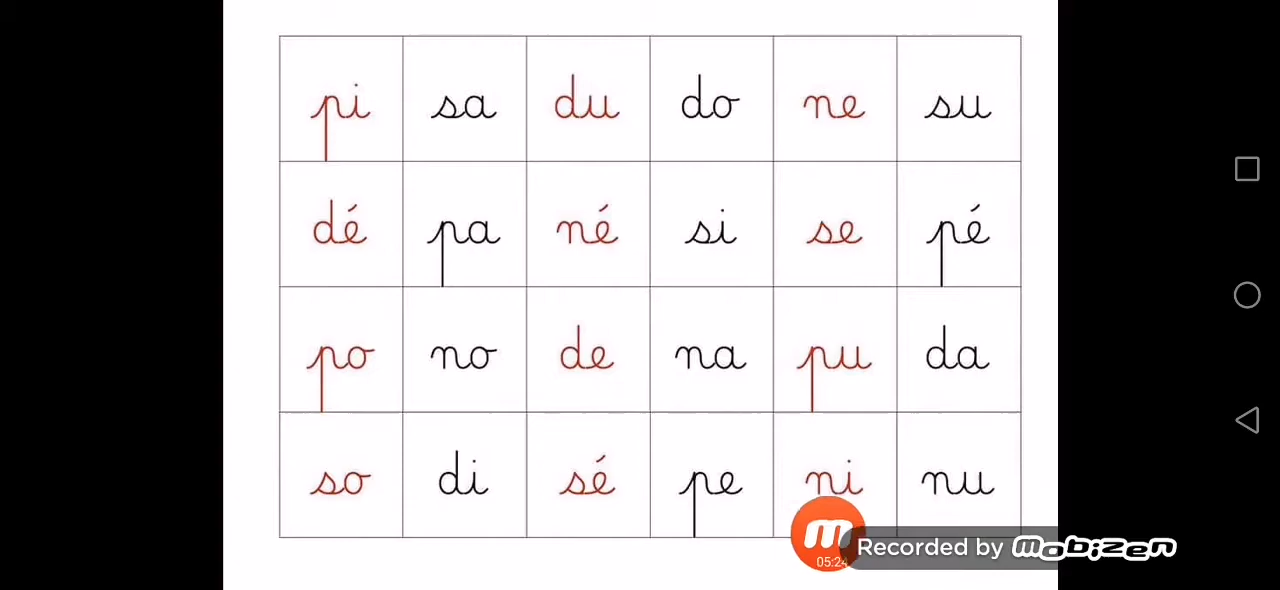 pi sa du do ne su
dé pa né si se pé
po no de na pu da
so di sé pe ni nu
05:24 Recorded by mobizen